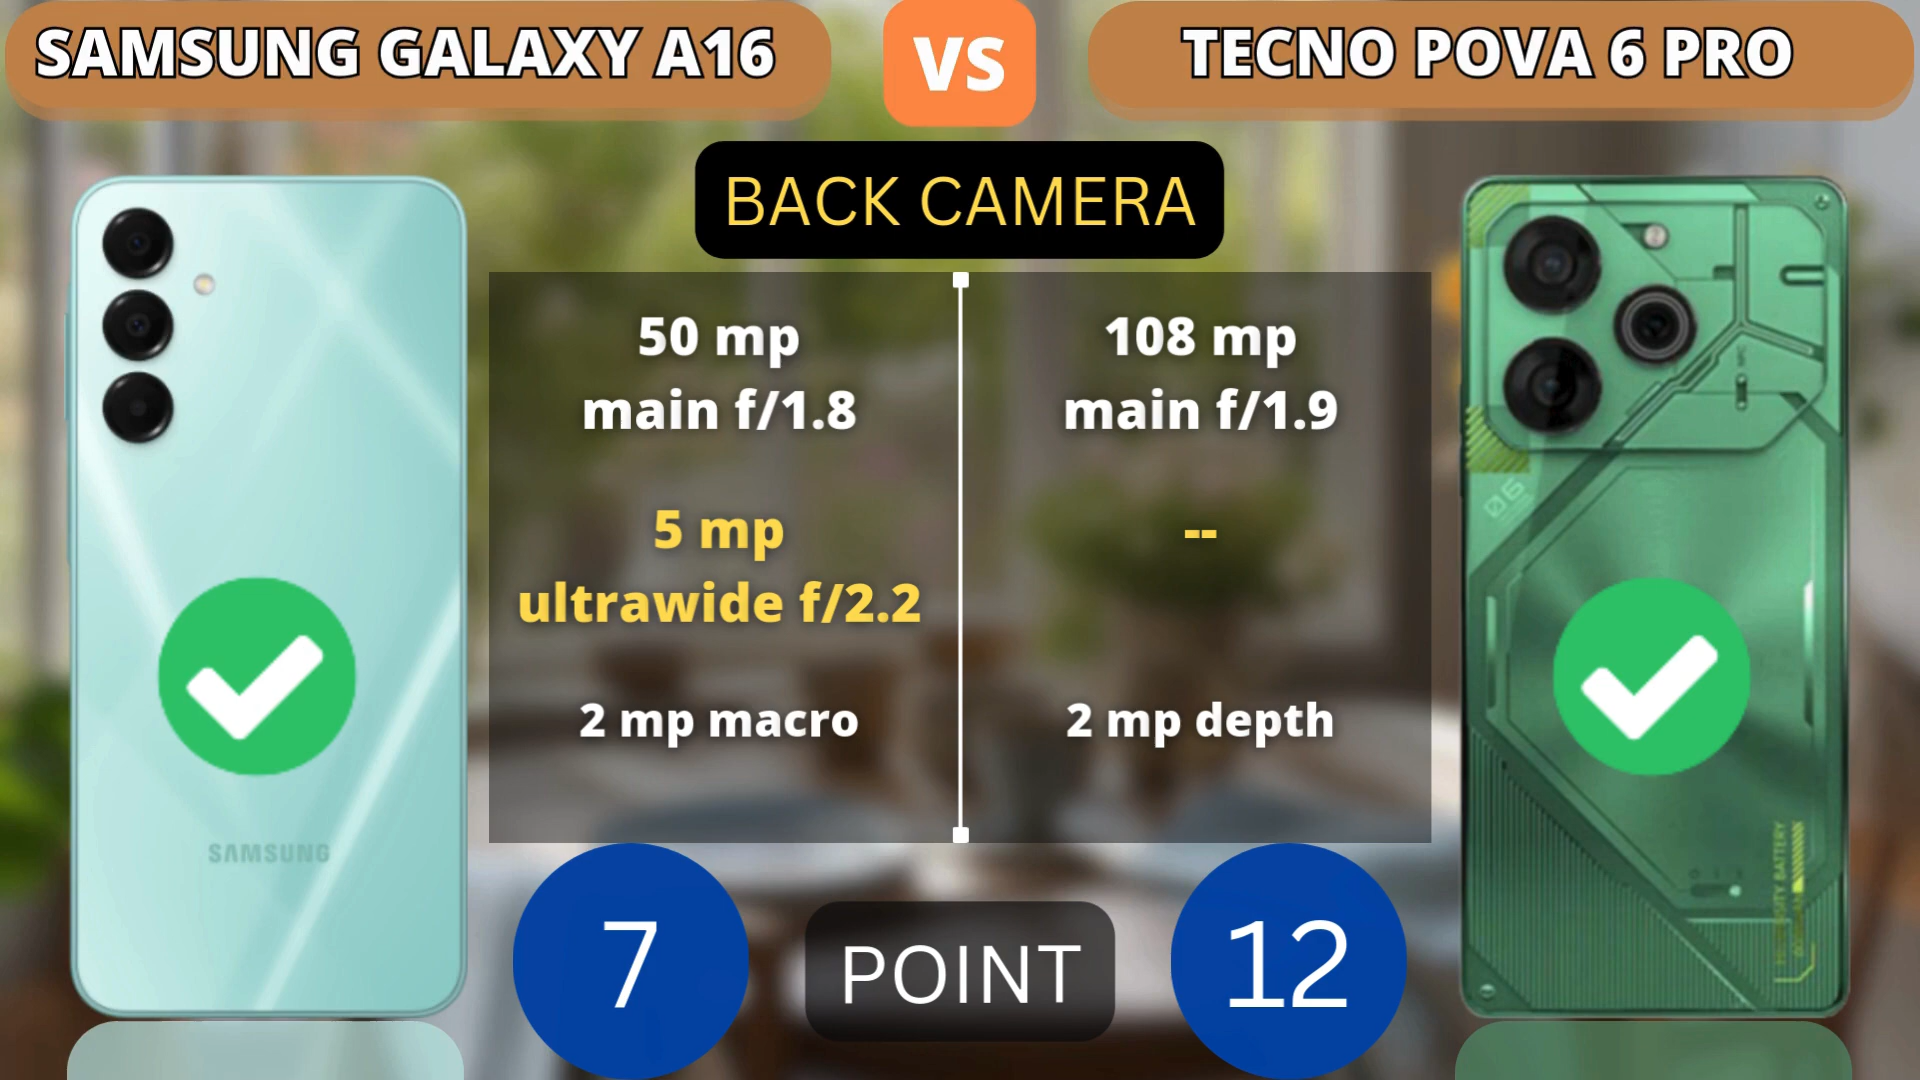 SAMSUNG GALAXY A16
VS
TECNO POVA 6 PRO
BACK CAMERA
50 mp
main f/1.8
108 mp
main f/1.9
5 mp
ultrawide f/2.2
--
2 mp macro
2 mp depth
06
SAMSUNG
7
POINT
12